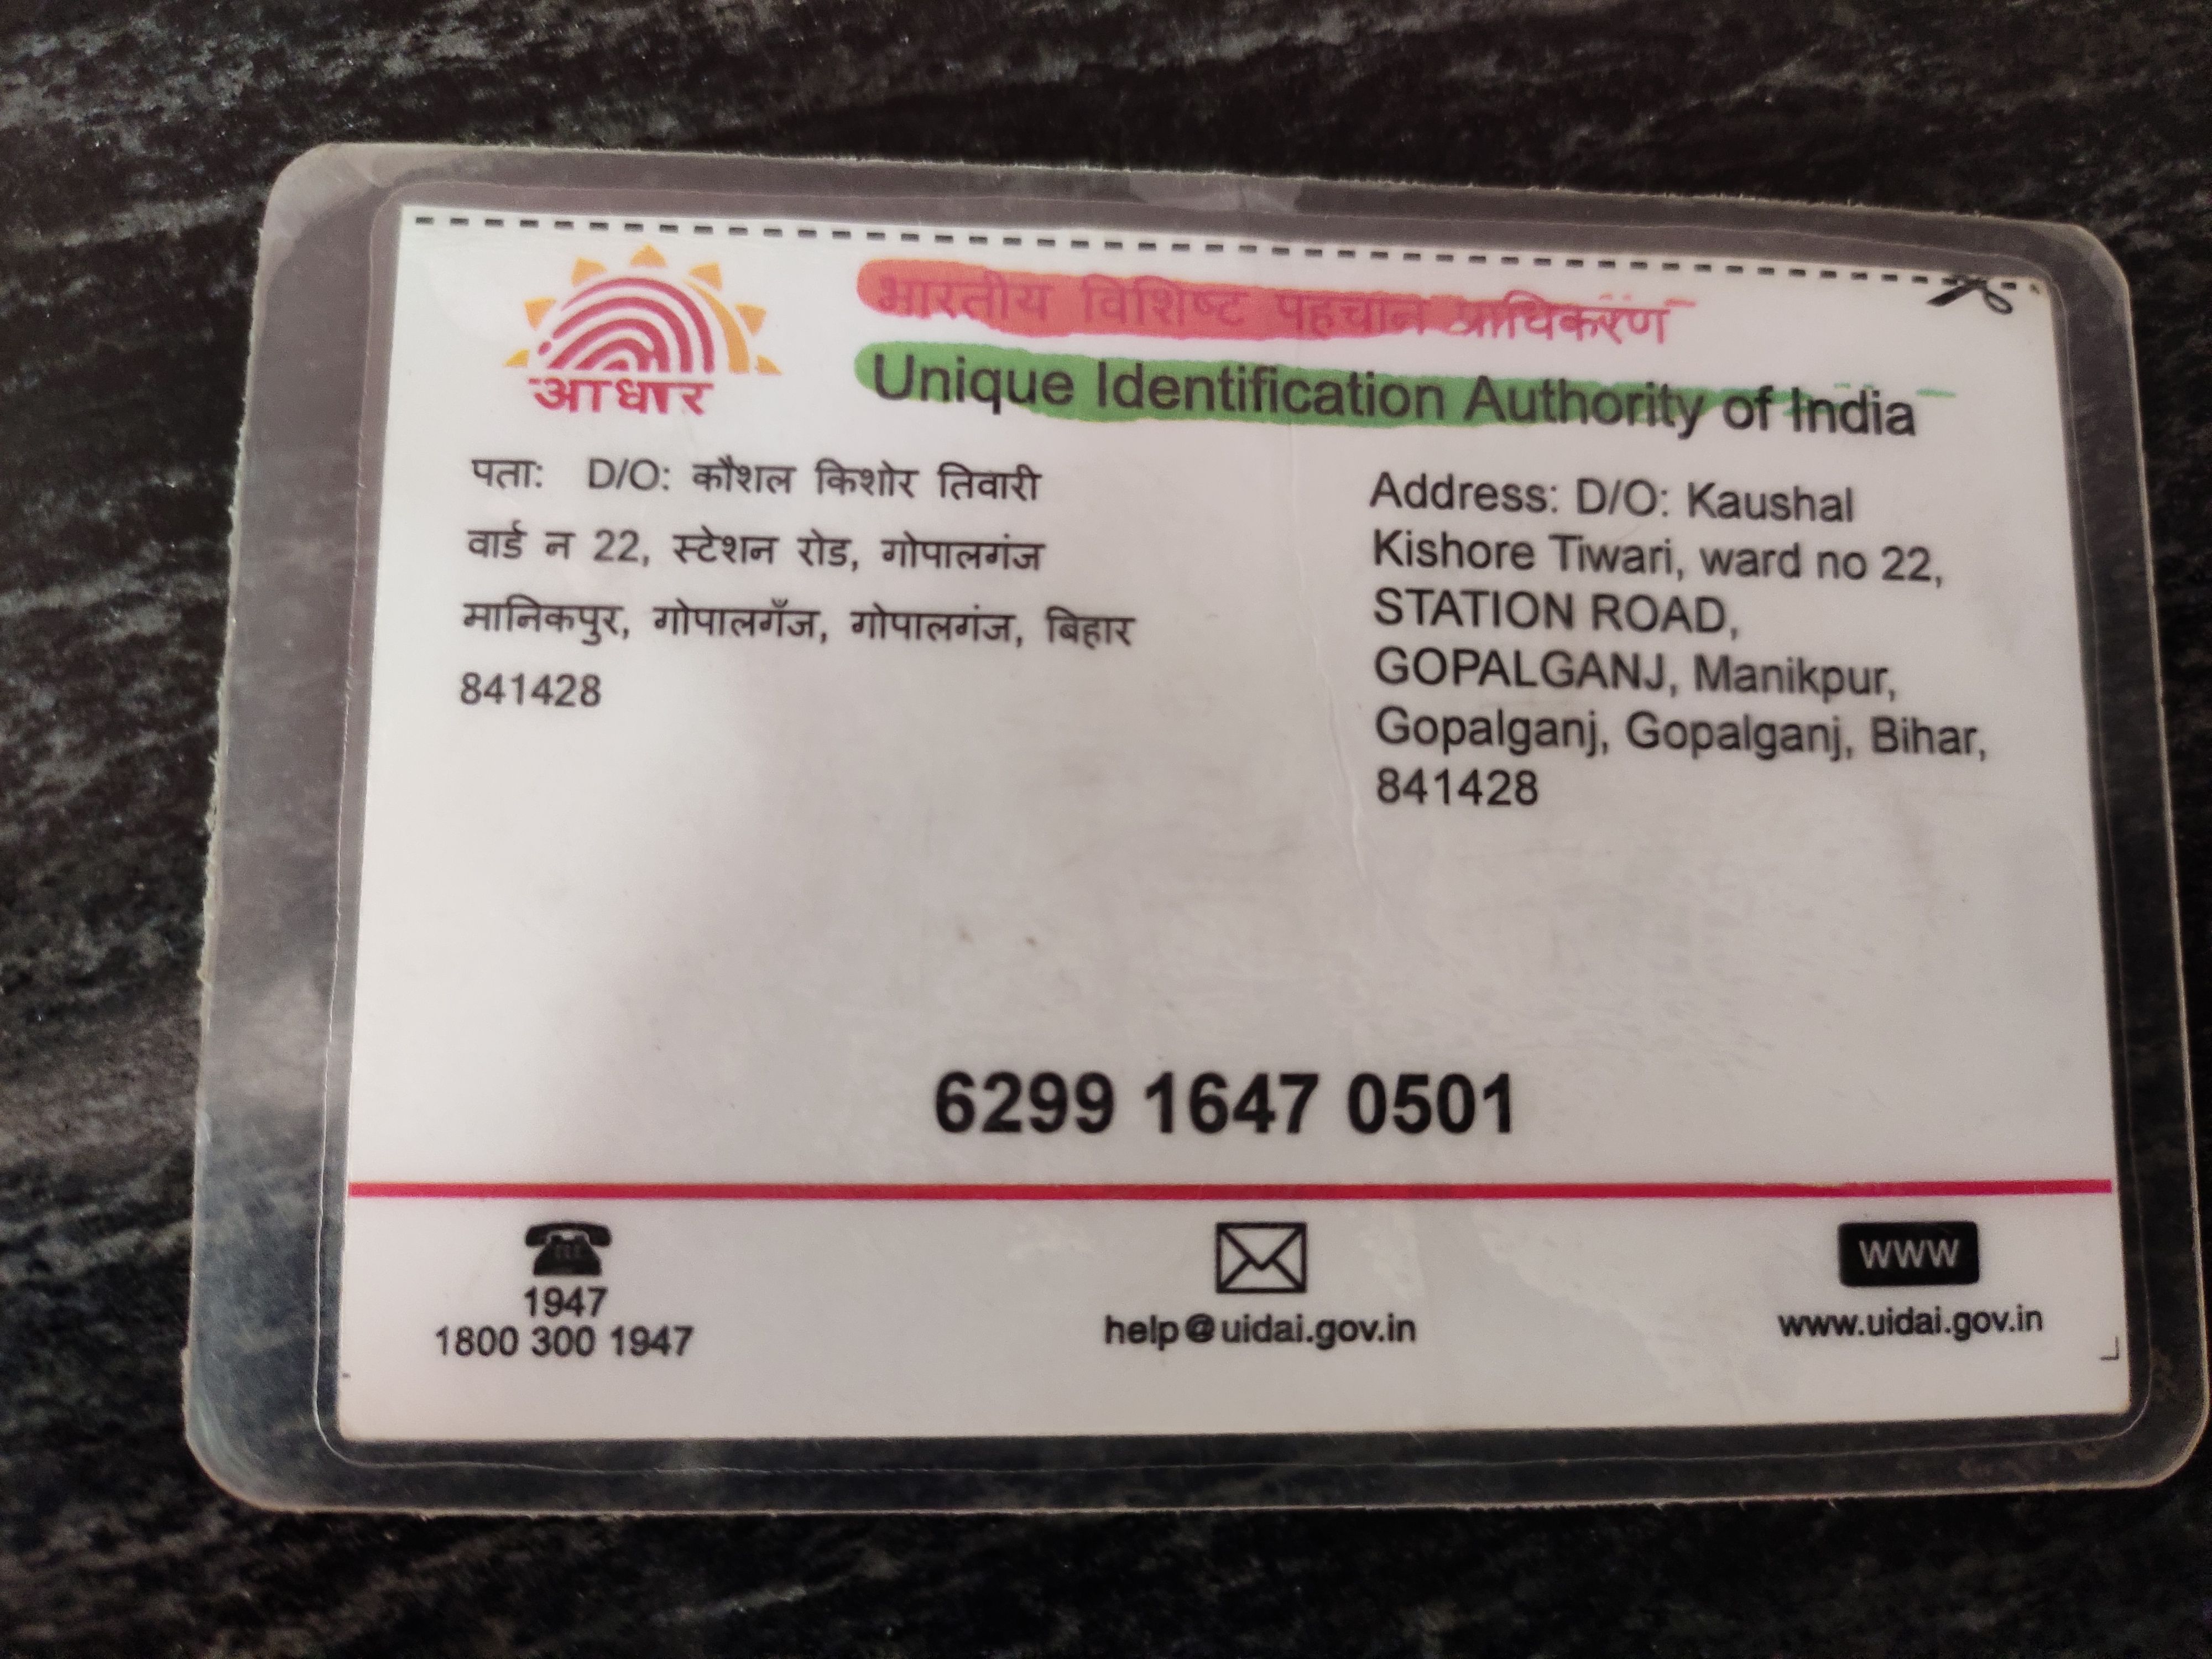 आधार
भारतीय विशिष्ट पहचान प्राधिकरण
Unique Identification Authority of India
पता: D/O: कौशल किशोर तिवारी
वार्ड न 22, स्टेशन रोड, गोपालगंज
मानिकपुर, गोपालगँज, गोपालगंज, बिहार
841428
Address: D/O: Kaushal
Kishore Tiwari, ward no 22,
STATION ROAD,
GOPALGANJ, Manikpur,
Gopalganj, Gopalganj, Bihar,
841428
6299 1647 0501
1947
1800 300 1947
help@uidai.gov.in
WWW
www.uidai.gov.in